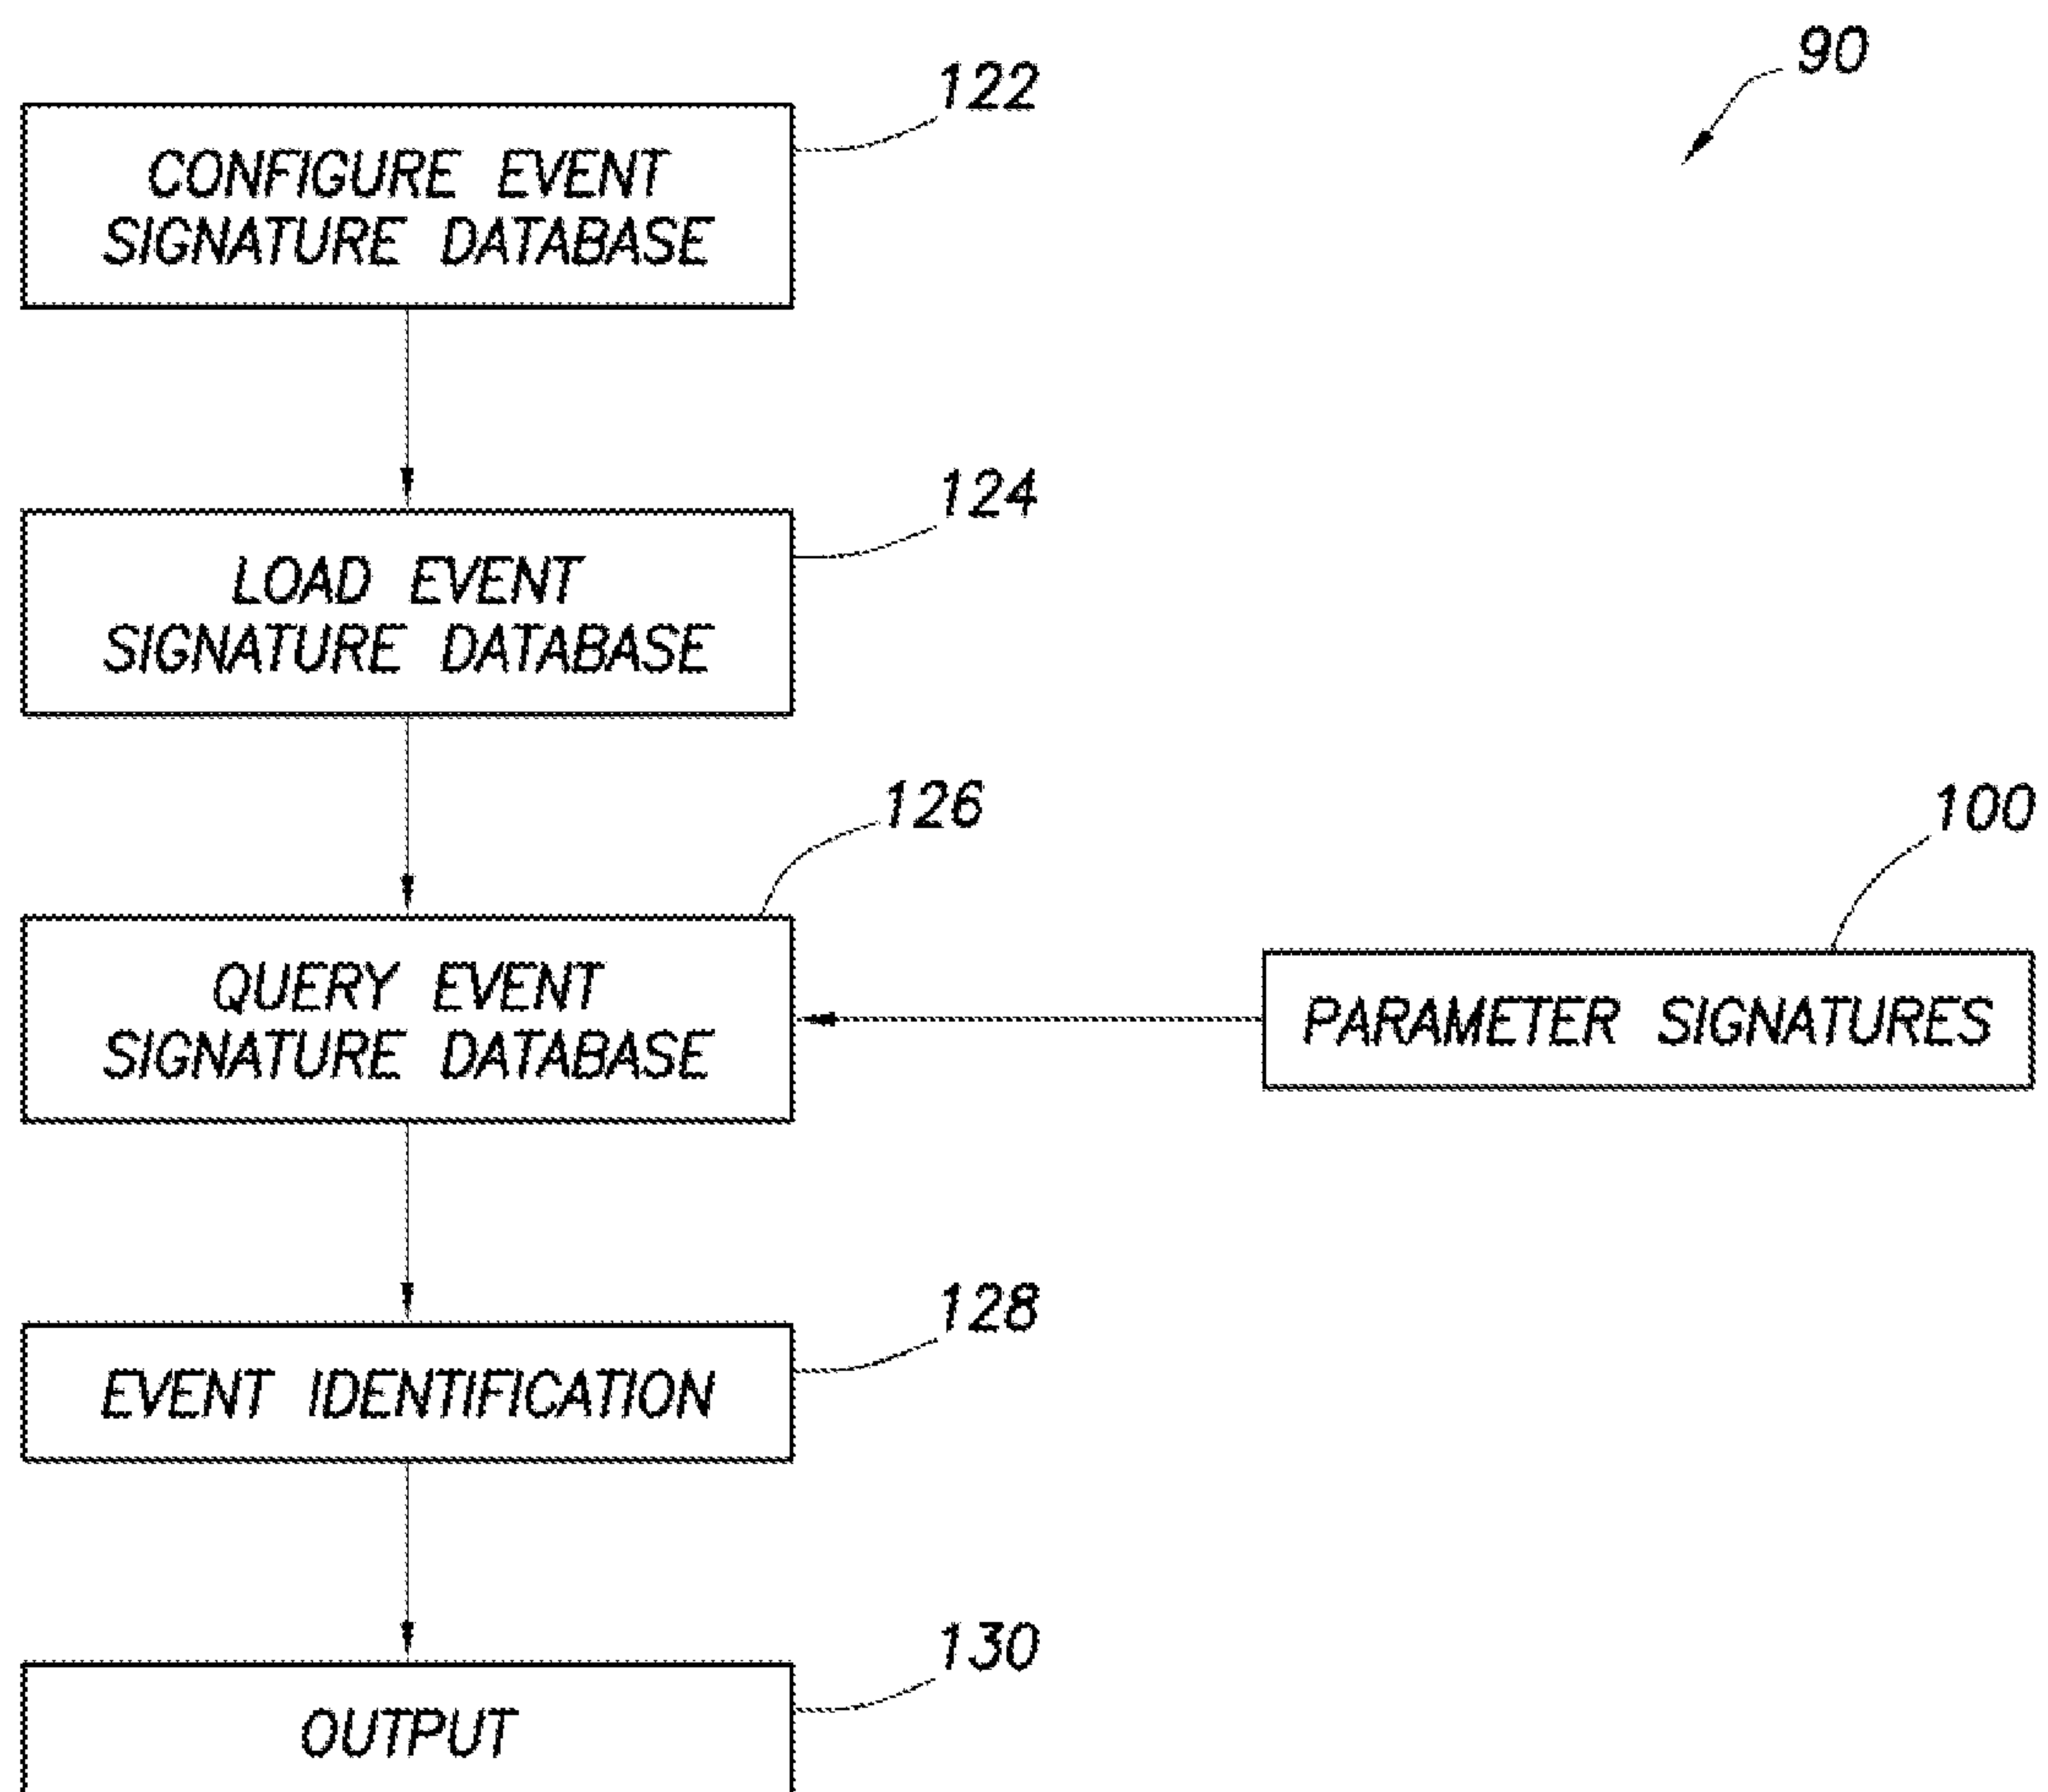 90
122
CONFIGURE EVENT
SIGNATURE DATABASE
124
LOAD EVENT
SIGNATURE DATABASE
126
100
QUERY EVENT
SIGNATURE DATABASE
PARAMETER SIGNATURES
128
EVENT IDENTIFICATION
130
OUTPUT